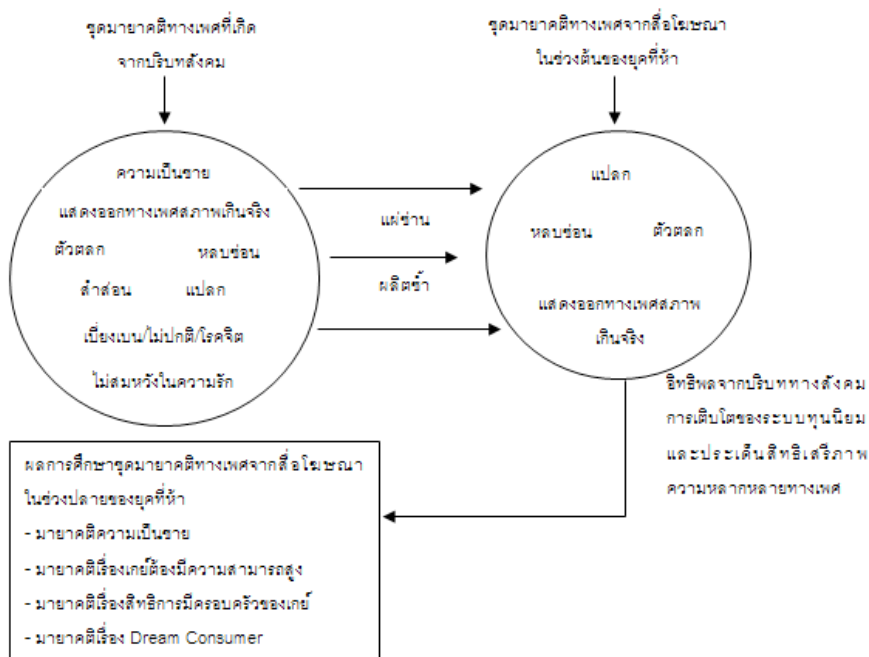 ชุดมายาคติทางเพศที่เกิด
จากบริบทสังคม
ความเป็นชาย
แสดงออกทางเพศสภาพเกินจริง
ตัวตลก หลบซ่อน
สำส่อน แปลก
เบี่ยงเบน/ไม่ปกติ/โรคจิต
ไม่สมหวังในความรัก
แผ่ซ่าน
ผลิตซ้ำ
ชุดมายาคติทางเพศจากสื่อโฆษณา
ในช่วงต้นของยุคที่ห้า
แปลก
หลบซ่อน ตัวตลก
แสดงออกทางเพศสภาพ
เกินจริง
อิทธิพลจากบริบททางสังคม
การเติบโตของระบบทุนนิยม
และประเด็นสิทธิเสรีภาพ
ความหลากหลายทางเพศ
ผลการศึกษาชุดมายาคติทางเพศจากสื่อโฆษณา
ในช่วงปลายของยุคที่ห้า
- มายาคติความเป็นชาย
- มายาคติเรื่องเกย์ต้องมีความสามารถสูง
- มายาคติเรื่องสิทธิการมีครอบครัวของเกย์
- มายาคติเรื่อง Dream Consumer